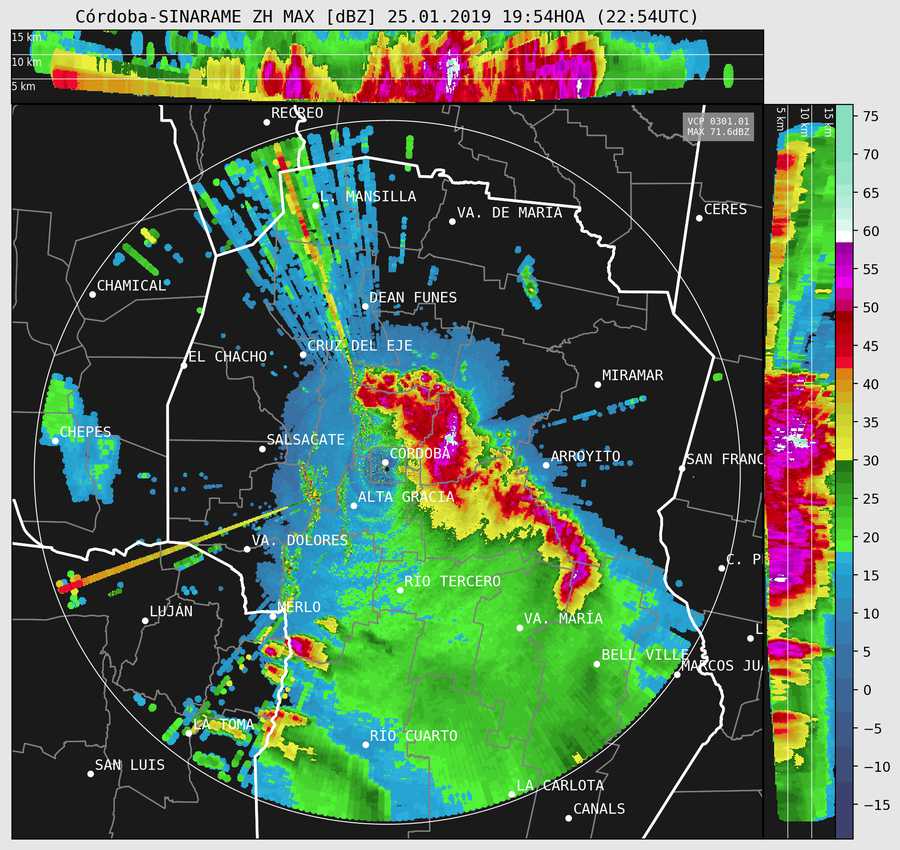 Córdoba-SINARAME ZH MAX [dBZ] 25.01.2019 19:54HOA (22:54UTC)
15 km
10 km
5 km
5 km
10 km
15 km
VCP 0301.01
MAX 71.6dBZ
RECREO
L. MANSILLA
VA. DE MARIA
CERES
CHAMICAL
DEAN FUNES
CRUZ DEL EJE
EL CHACHO
MIRAMAR
CHEPES
SALSACATE
CÓRDOBA
ARROYITO
SAN FRANC
ALTA GRACIA
VA. DOLORES
C. P
RÍO TERCERO
MERLO
LUJÁN
VA. MARÍA
L
BELL VILLE
MARCOS JUÁ
LA TOMA
RÍO CUARTO
SAN LUIS
LA CARLOTA
CANALS
75
70
65
60
55
50
45
40
35
30
25
20
15
10
5
0
−5
−10
−15